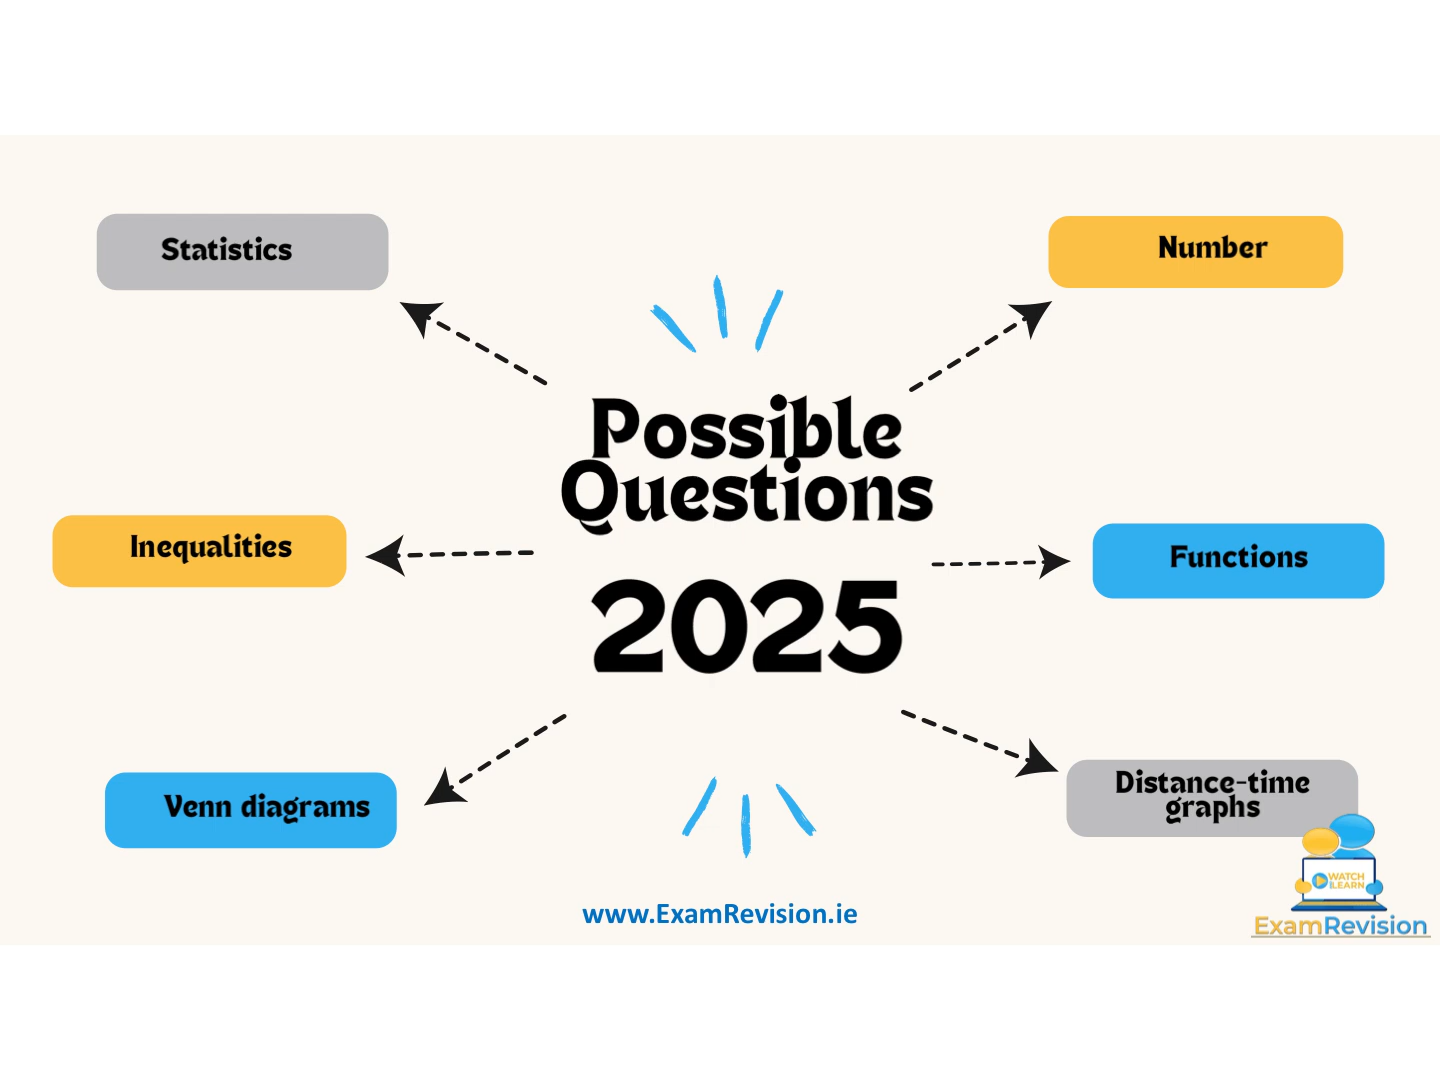 Statistics
Number
Possible
Questions
Inequalities
Functions
2025
Venn diagrams
Distance-time
graphs
WATCH
LEARN
www.ExamRevision.ie
ExamRevision